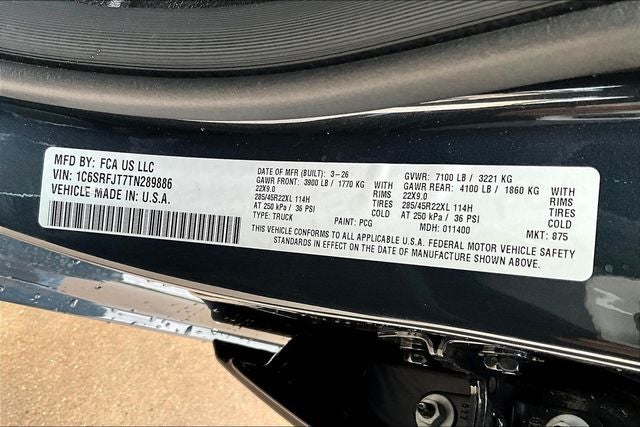 MFD BY: FCA US LLC
VIN: 1C6SRFJT7TN289886
VEHICLE MADE IN: U.S.A.
DATE OF MFR (BUILT): 3-26
GAWR FRONT: 3900 LB / 1770 KG WITH
22X9.0 RIMS
285/45R22XL 114H TIRES
AT 250 kPa / 36 PSI COLD
TYPE: TRUCK PAINT: PCG
GVWR: 7100 LB / 3221 KG
GAWR REAR: 4100 LB / 1860 KG WITH
22X9.0 RIMS
285/45R22XL 114H TIRES
AT 250 kPa / 36 PSI COLD
MDH: 011400 MKT: 875
THIS VEHICLE CONFORMS TO ALL APPLICABLE U.S.A. FEDERAL MOTOR VEHICLE SAFETY
STANDARDS IN EFFECT ON THE DATE OF MANUFACTURE SHOWN ABOVE.